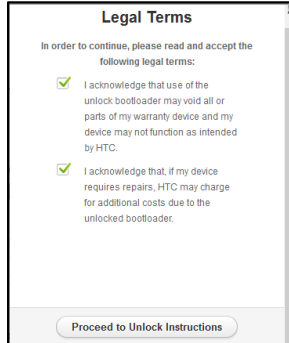 Legal Terms
In order to continue, please read and accept the
following legal terms:
I acknowledge that use of the
unlock bootloader may void all or
parts of my warranty device and my
device may not function as intended
by HTC.
I acknowledge that, if my device
requires repairs, HTC may charge
for additional costs due to the
unlocked bootloader.
Proceed to Unlock Instructions